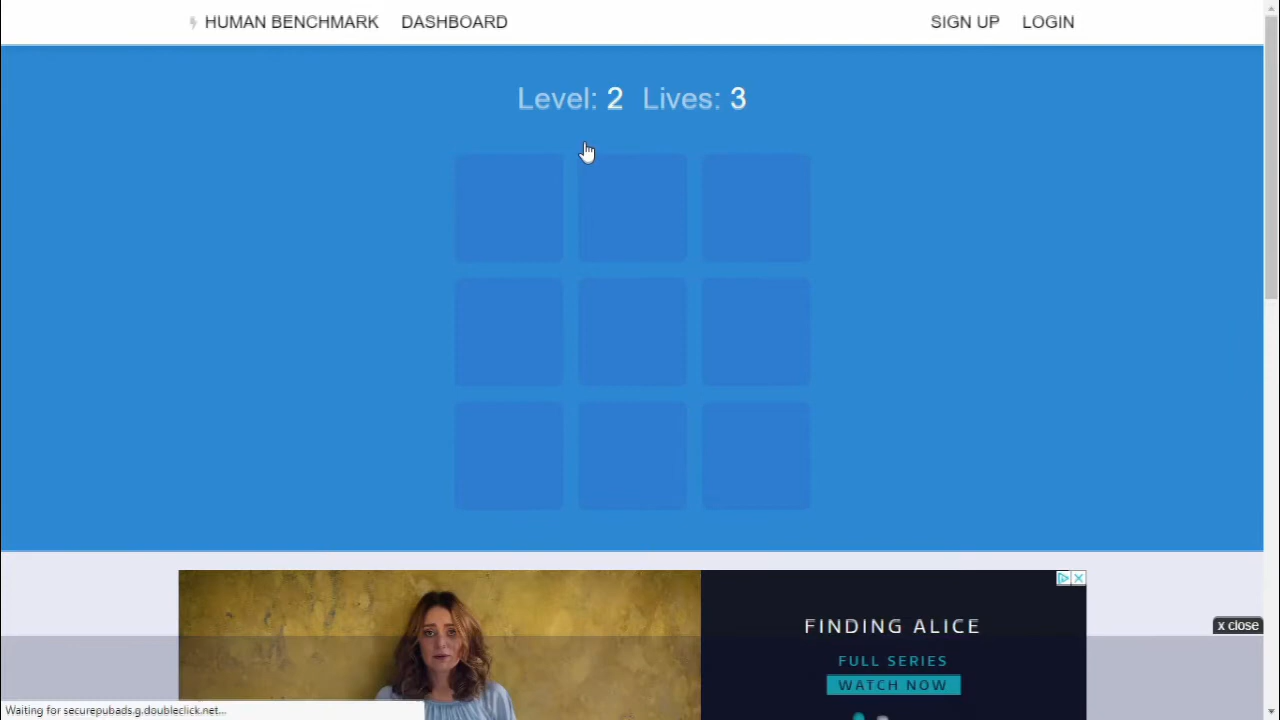 HUMAN BENCHMARK DASHBOARD SIGN UP LOGIN
Level: 2 Lives: 3
FINDING ALICE
FULL SERIES
WATCH NOW
x close
Waiting for securepubads.g.doubleclick.net...